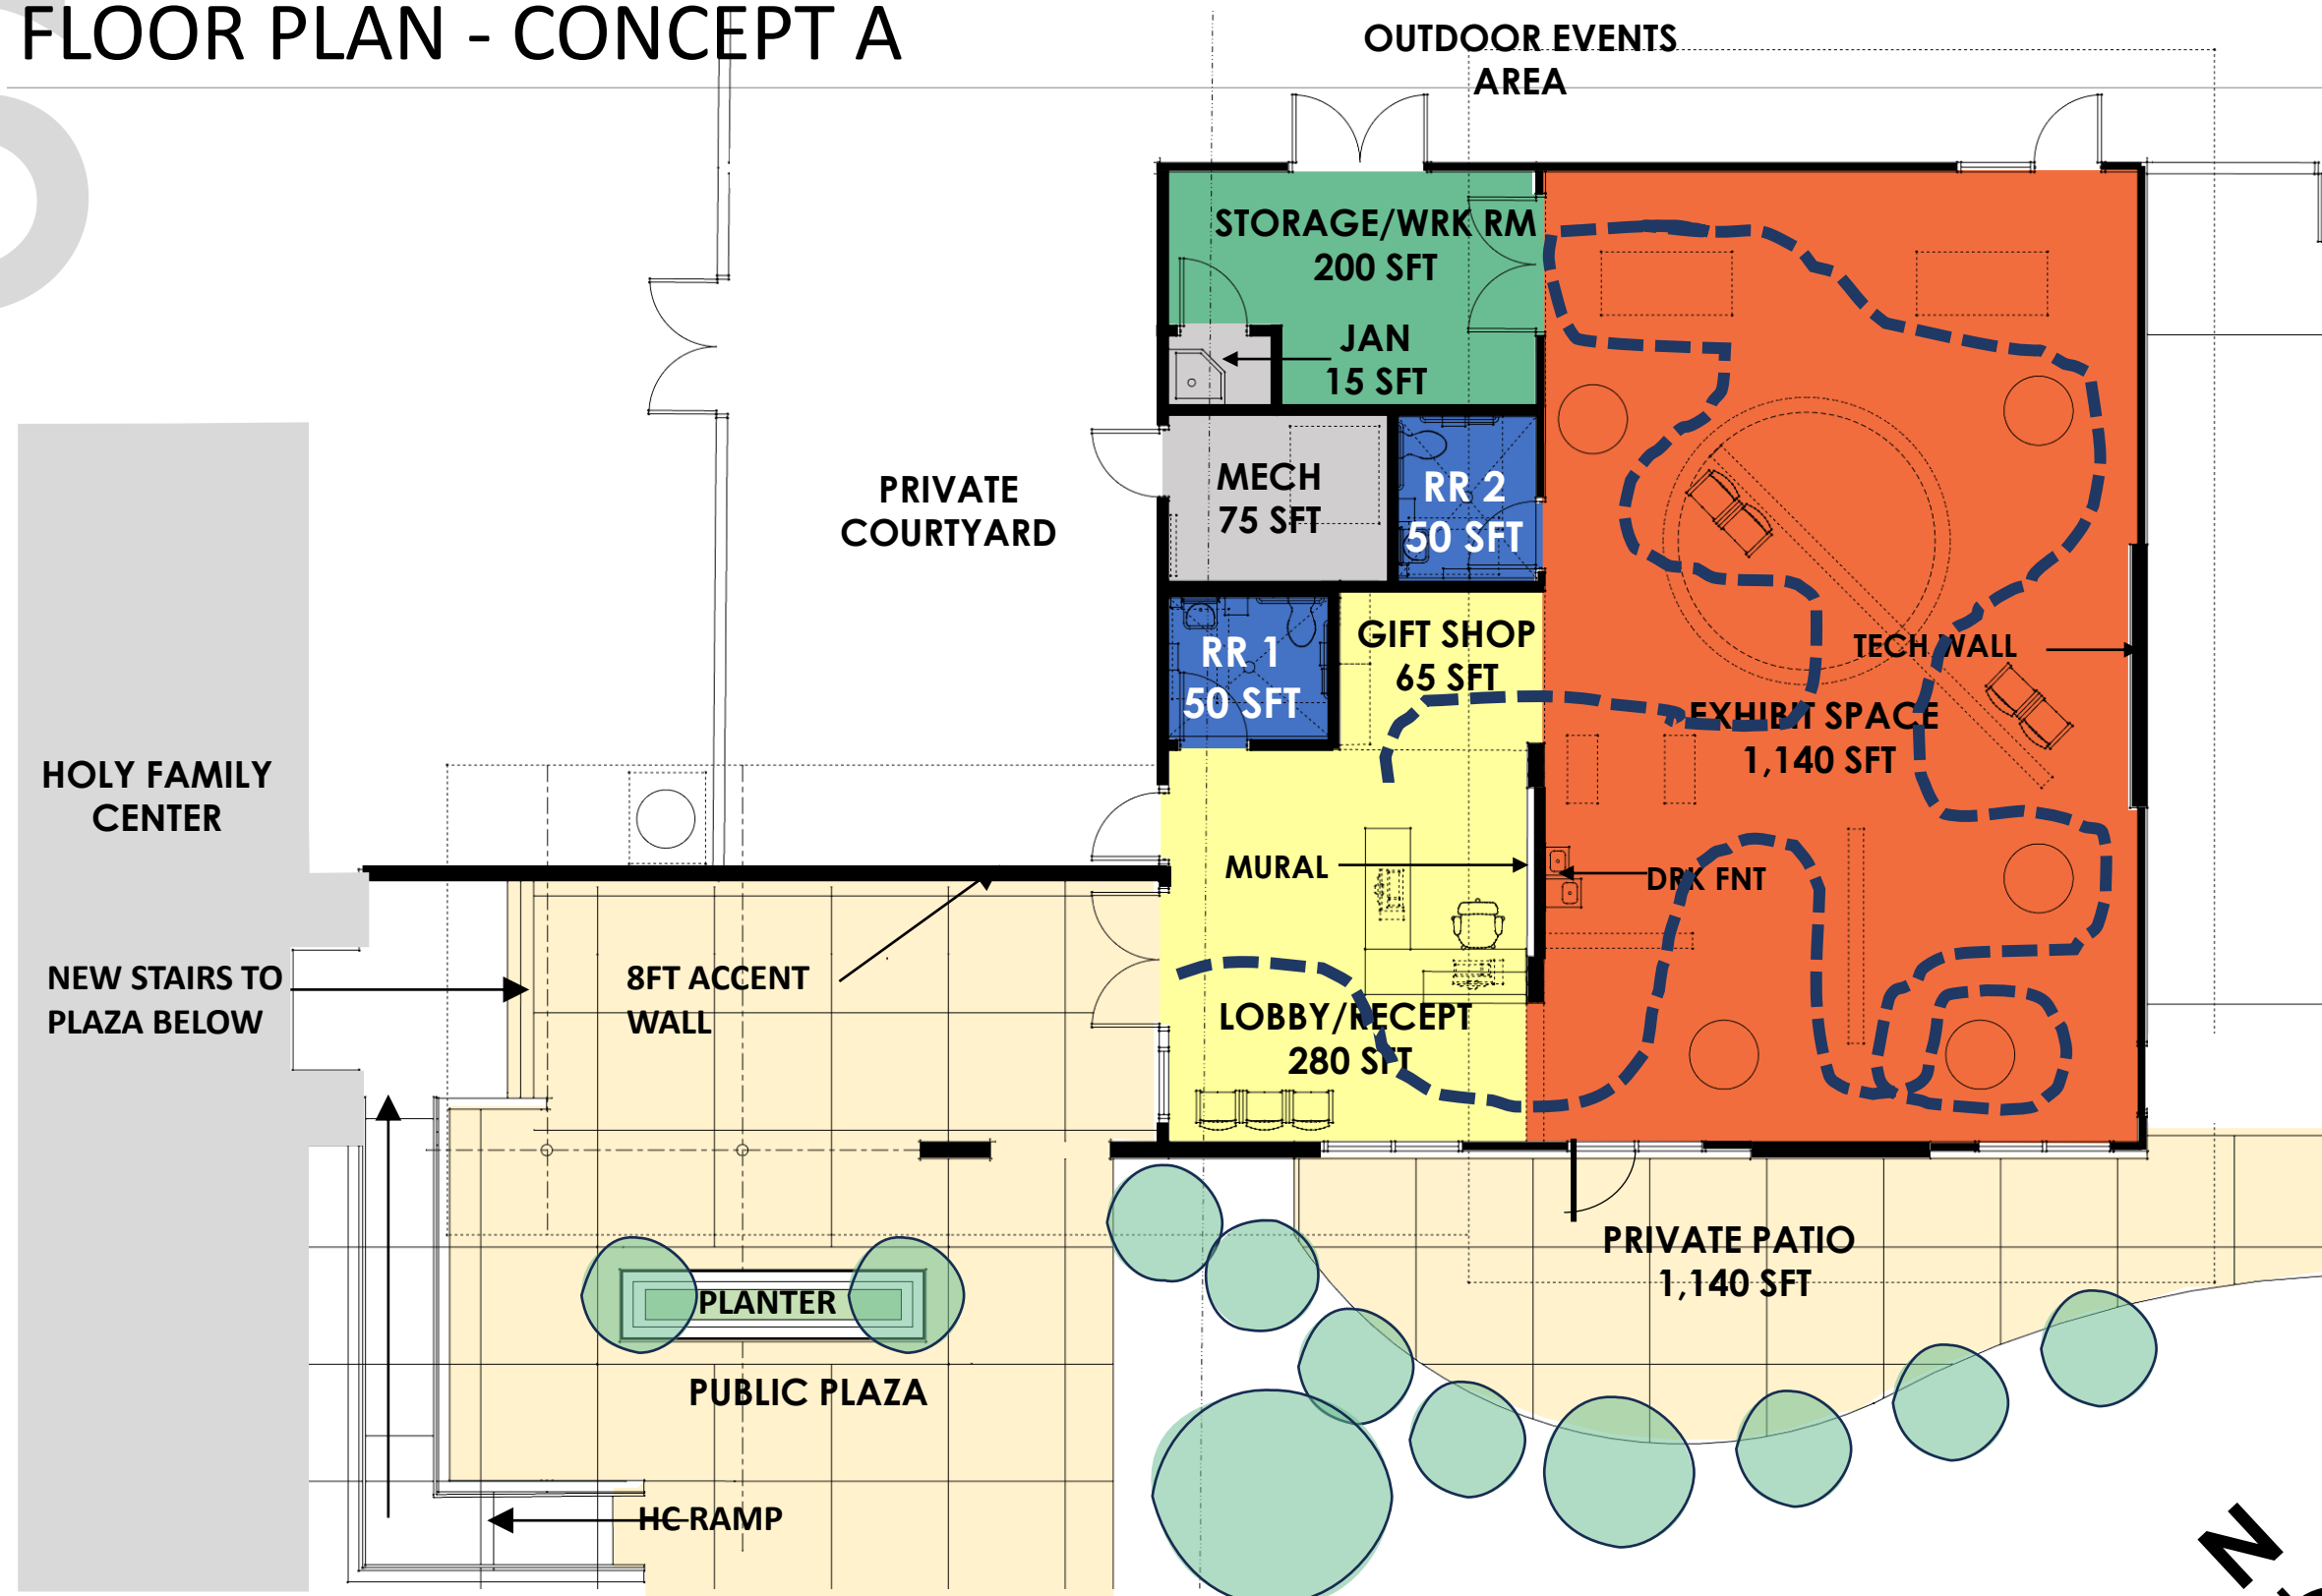 FLOOR PLAN - CONCEPT A
OUTDOOR EVENTS
AREA
STORAGE/WRK RM
200 SFT
JAN
15 SFT
PRIVATE
COURTYARD
MECH
75 SFT
RR 2
50 SFT
RR 1
50 SFT
GIFT SHOP
65 SFT
TECH WALL
EXHIBIT SPACE
1,140 SFT
HOLY FAMILY
CENTER
MURAL
DRK FNT
NEW STAIRS TO
PLAZA BELOW
8FT ACCENT
WALL
LOBBY/RECEPT
280 SFT
PRIVATE PATIO
1,140 SFT
PLANTER
PUBLIC PLAZA
HC RAMP
N